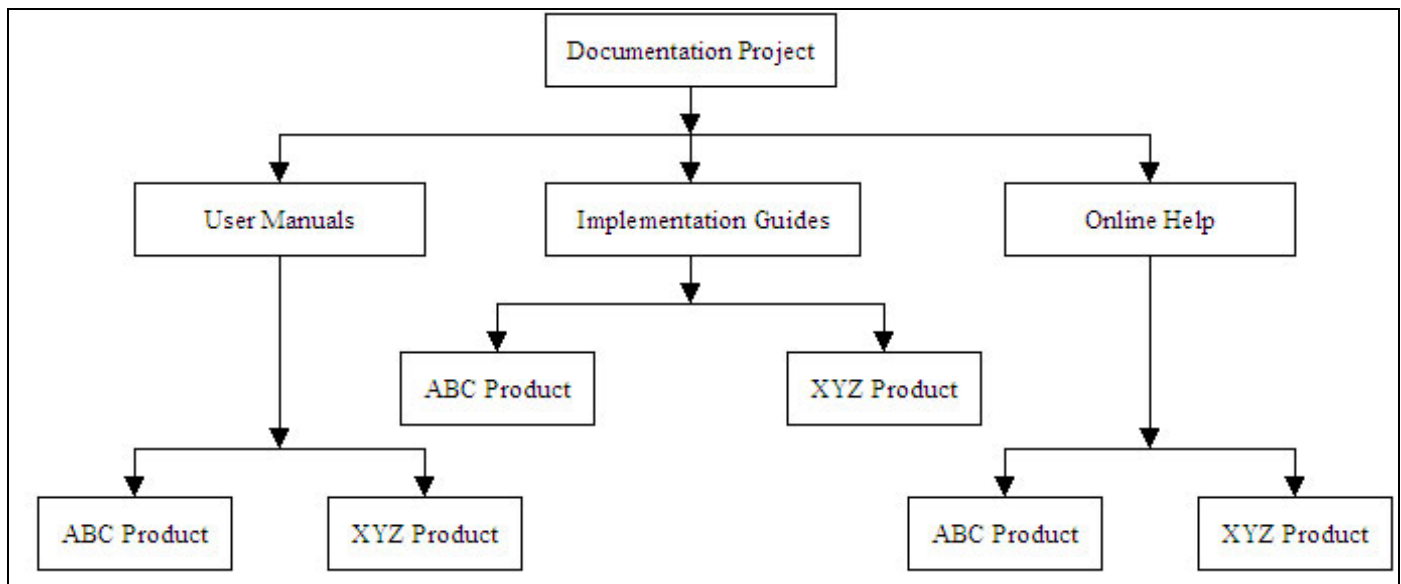 Documentation Project
User Manuals
Implementation Guides
Online Help
ABC Product
XYZ Product
ABC Product
XYZ Product
ABC Product
XYZ Product